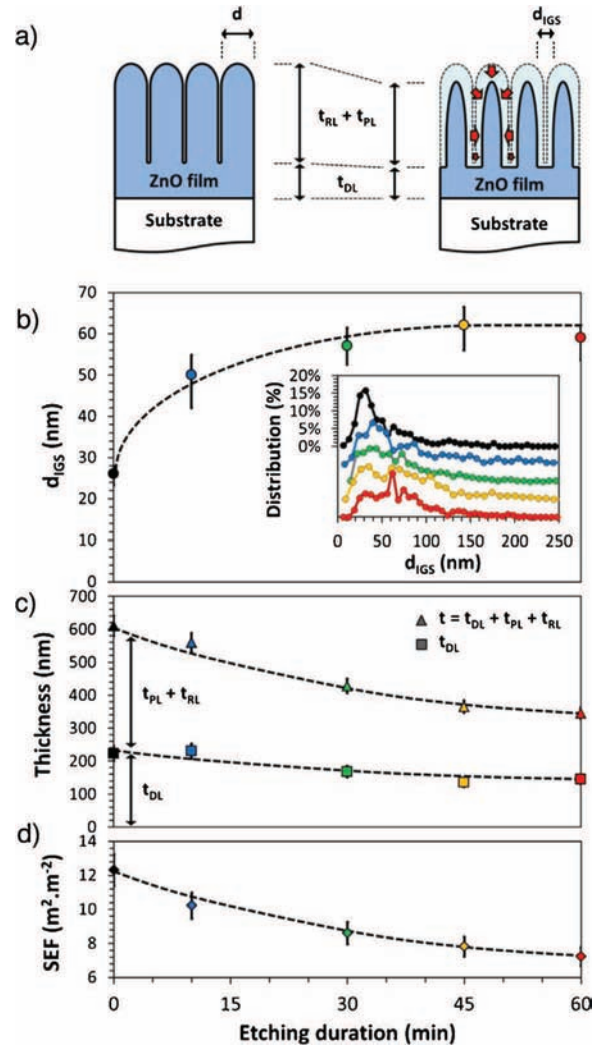 a)
d
d_IGS
t_RL + t_PL
t_DL
ZnO film
ZnO film
Substrate
Substrate
b)
70
60
50
40
30
20
10
0
d_IGS (nm)
20%
15%
10%
5%
0%
Distribution (%)
0 50 100 150 200 250
d_IGS (nm)
c)
700
600
500
400
300
200
100
0
Thickness (nm)
t = t_DL + t_PL + t_RL
t_DL
t_PL + t_RL
t_DL
d)
14
12
10
8
6
SEF (m².m⁻²)
0 15 30 45 60
Etching duration (min)